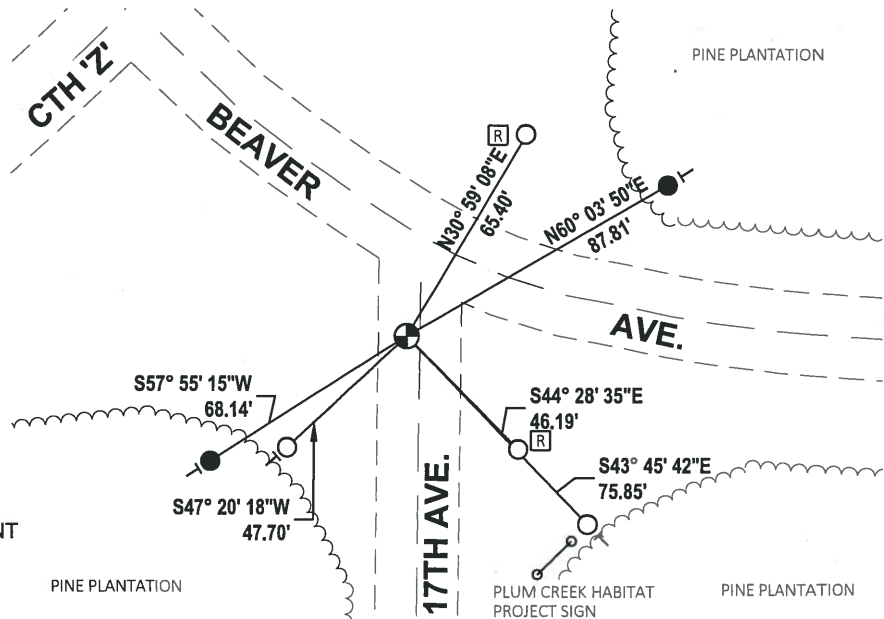 PINE PLANTATION
CTH 'Z'
BEAVER
R
N30° 59' 08"E
65.40'
N60° 03' 50"E
87.81'
AVE.
S57° 55' 15"W
68.14'
S44° 28' 35"E
46.19'
R
S43° 45' 42"E
75.85'
S47° 20' 18"W
47.70'
17TH AVE.
NT
PINE PLANTATION
PLUM CREEK HABITAT
PROJECT SIGN
PINE PLANTATION